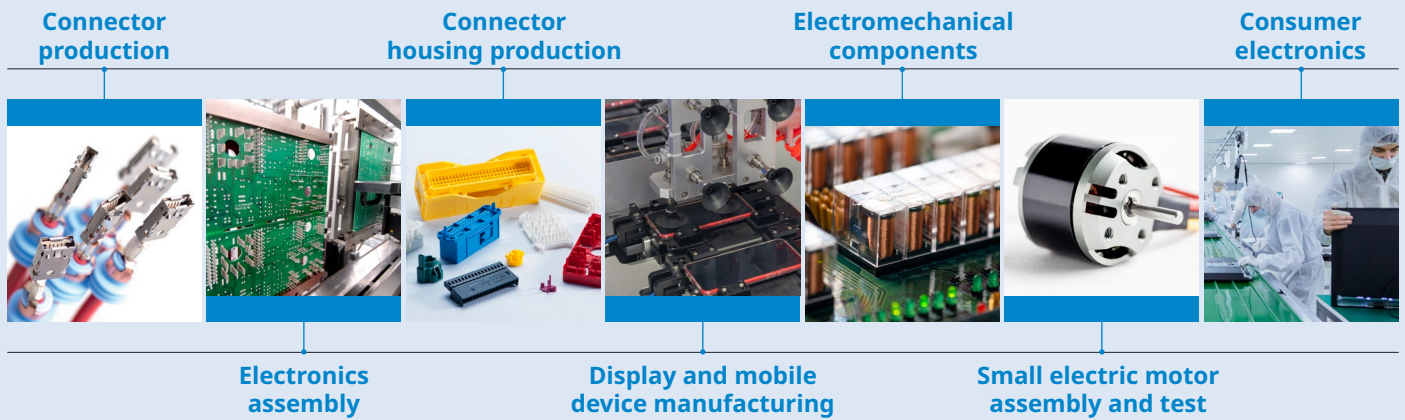 Connector
production
Connector
housing production
Electromechanical
components
Consumer
electronics
Electronics
assembly
Display and mobile
device manufacturing
Small electric motor
assembly and test